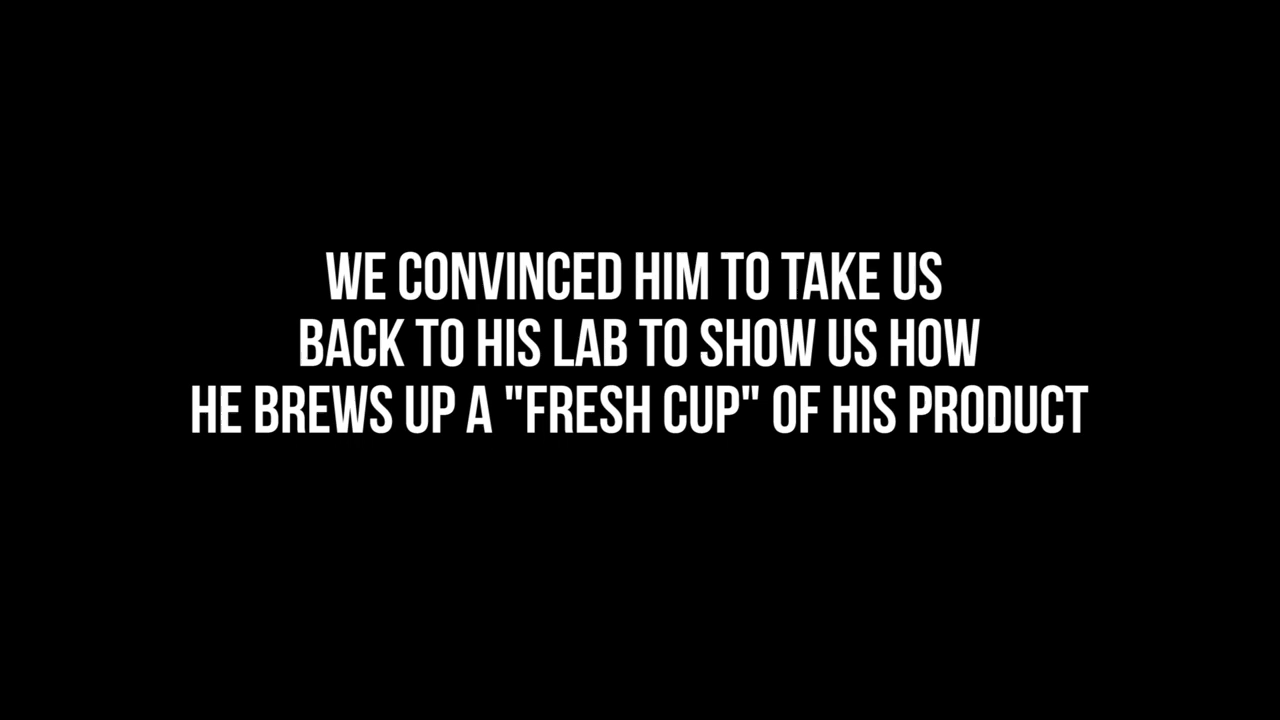 WE CONVINCED HIM TO TAKE US
BACK TO HIS LAB TO SHOW US HOW
HE BREWS UP A "FRESH CUP" OF HIS PRODUCT